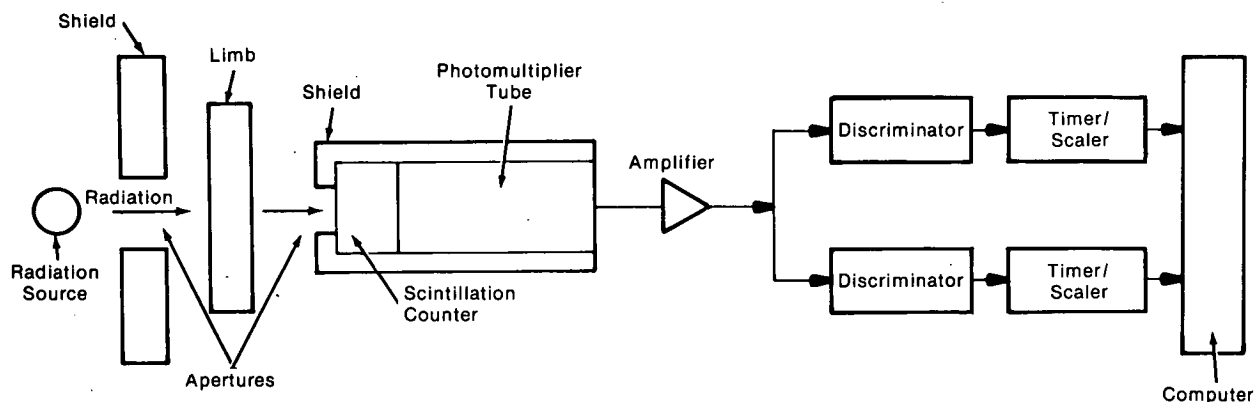 Shield
Limb
Photomultiplier
Tube
Shield
Discriminator
Timer/
Scaler
Amplifier
Radiation
Radiation
Source
Scintillation
Counter
Discriminator
Timer/
Scaler
Apertures
Computer